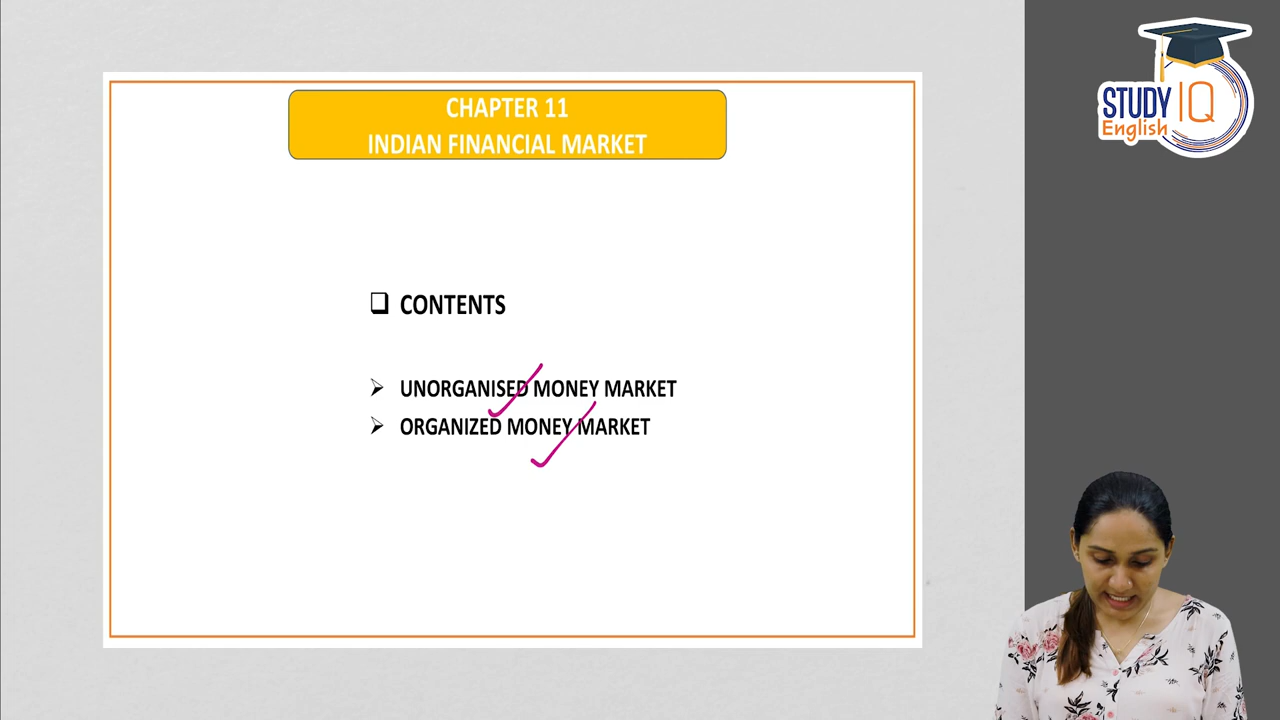 CHAPTER 11
INDIAN FINANCIAL MARKET
CONTENTS
UNORGANISED MONEY MARKET
ORGANIZED MONEY MARKET
STUDY IQ
English